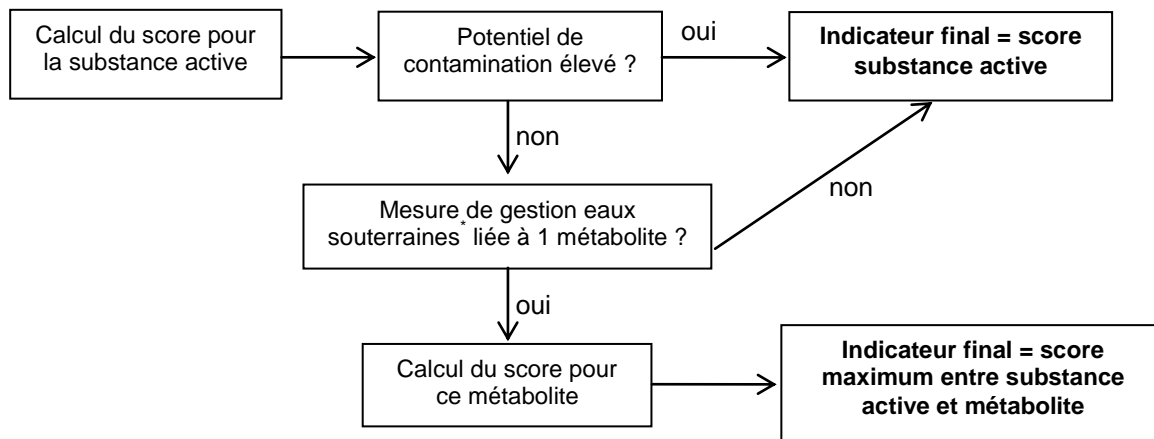 Calcul du score pour
la substance active
Potentiel de
contamination élevé ?
oui
Indicateur final = score
substance active
non
Mesure de gestion eaux
souterraines* liée à 1 métabolite ?
non
oui
Calcul du score pour
ce métabolite
Indicateur final = score
maximum entre substance
active et métabolite